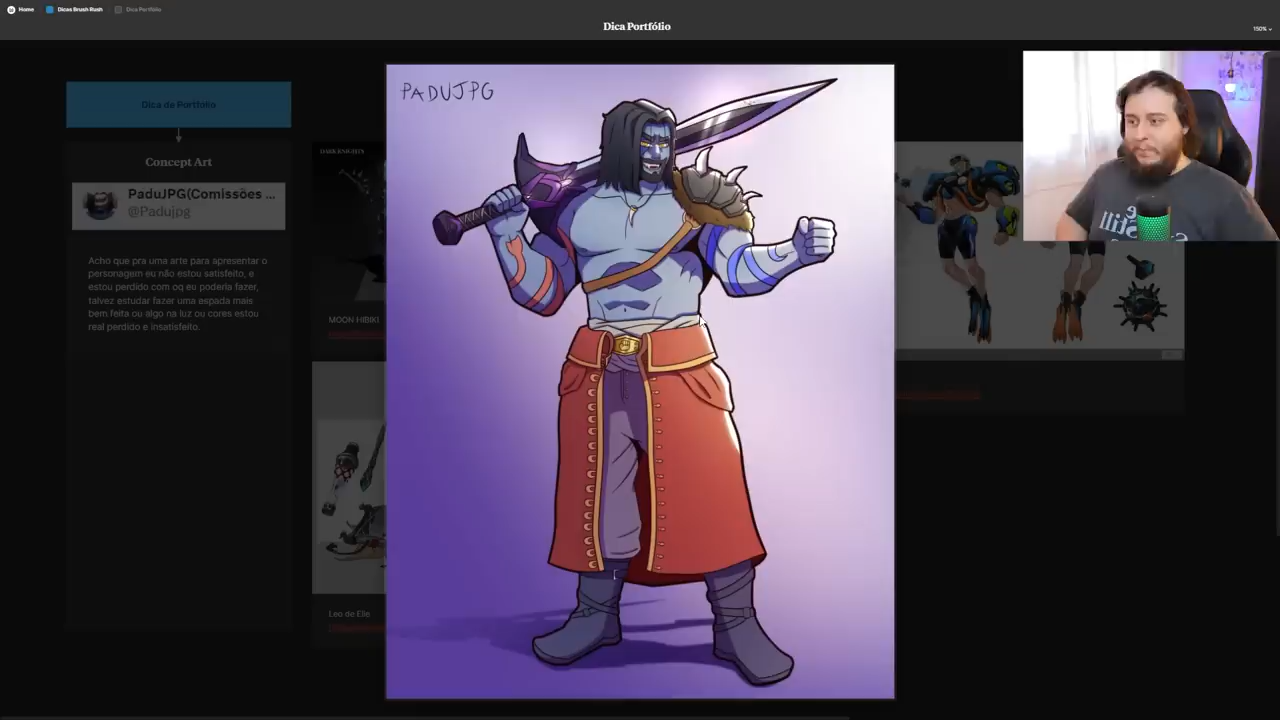 Home
Dicas Brush Rush
Dica Portfólio
Dica Portfólio
150%
PADUJPG
Dica de Portfolio
Concept Art
PaduJPG(Comissões ...
@Padujpg
Acho que pra uma arte para apresentar o
personagem eu não estou satisfeito, e
estou perdido com oq eu poderia fazer,
talvez estudar fazer uma espada mais
bem feita ou algo na luz ou cores estou
real perdido e insatisfeito.
DARK KNIGHTS
MOON HIBIKI
Leo de Elle